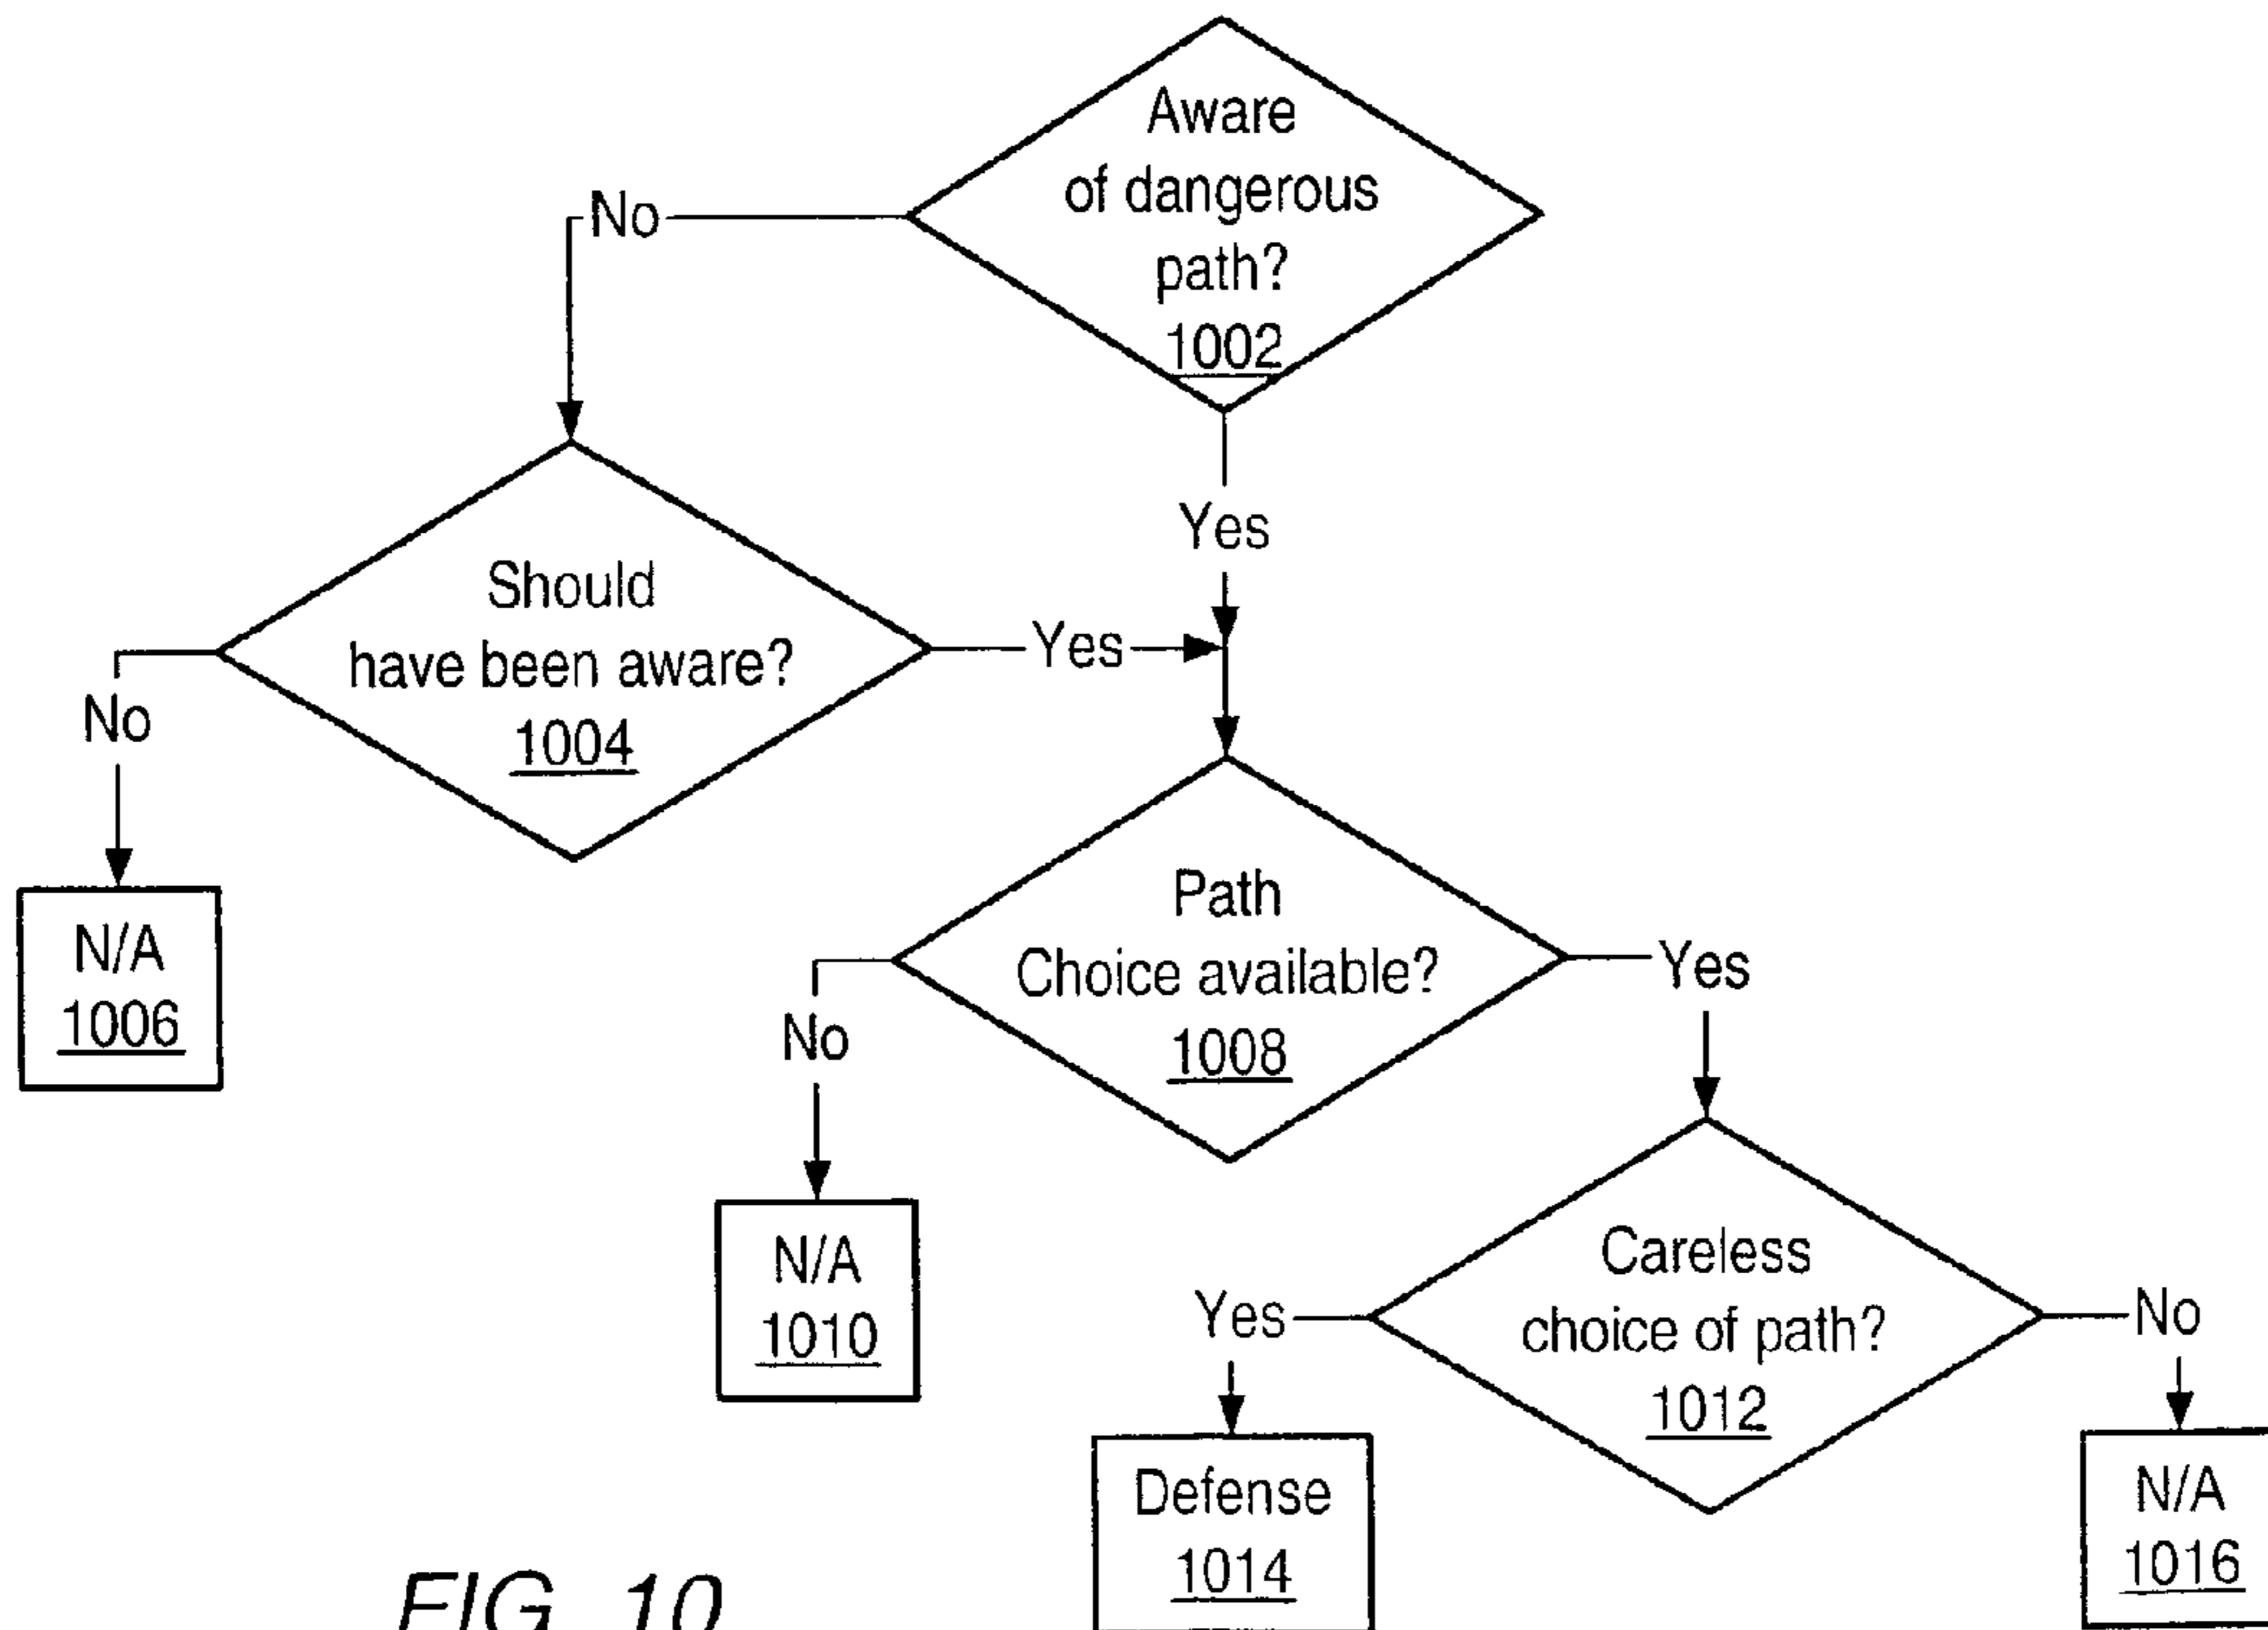 Aware
of dangerous
path?
1002
No
Yes
Should
have been aware?
1004
Yes
No
N/A
1006
Path
Choice available?
1008
No
Yes
N/A
1010
Careless
choice of path?
1012
Yes
No
Defense
1014
N/A
1016
FIG. 10